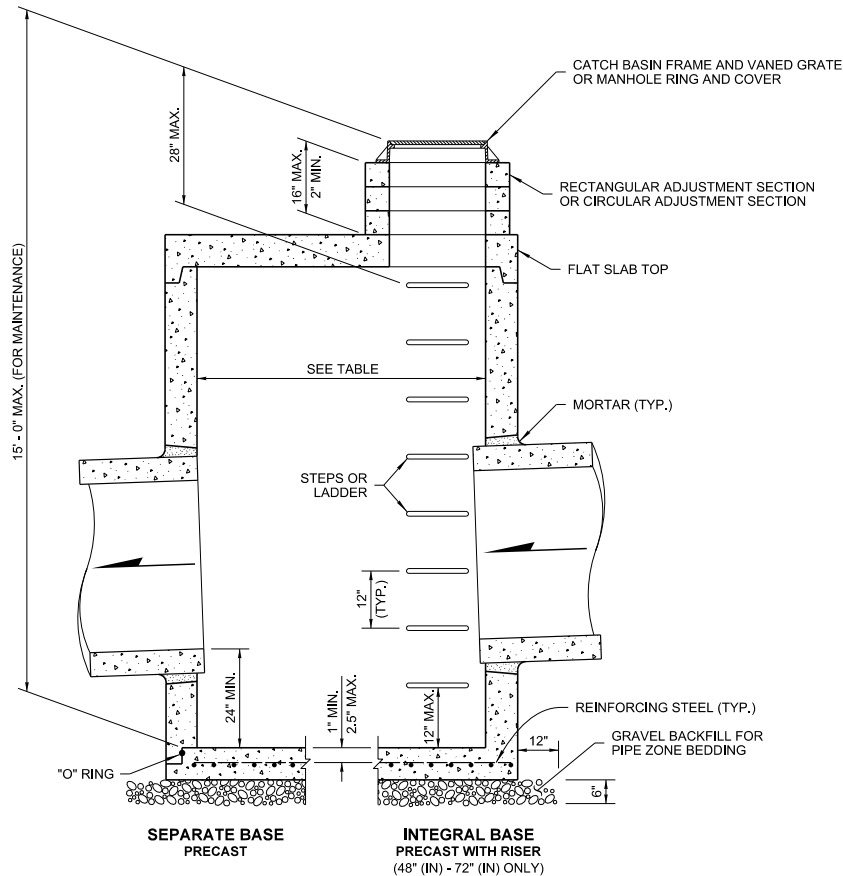 CATCH BASIN FRAME AND VANED GRATE
OR MANHOLE RING AND COVER
28" MAX.
16" MAX.
2" MIN.
RECTANGULAR ADJUSTMENT SECTION
OR CIRCULAR ADJUSTMENT SECTION
FLAT SLAB TOP
15' - 0" MAX. (FOR MAINTENANCE)
SEE TABLE
MORTAR (TYP.)
STEPS OR
LADDER
12"
(TYP.)
24" MIN.
1" MIN.
2.5" MAX.
12" MAX.
REINFORCING STEEL (TYP.)
12"
GRAVEL BACKFILL FOR
PIPE ZONE BEDDING
"O" RING
6"
SEPARATE BASE
PRECAST
INTEGRAL BASE
PRECAST WITH RISER
(48" (IN) - 72" (IN) ONLY)